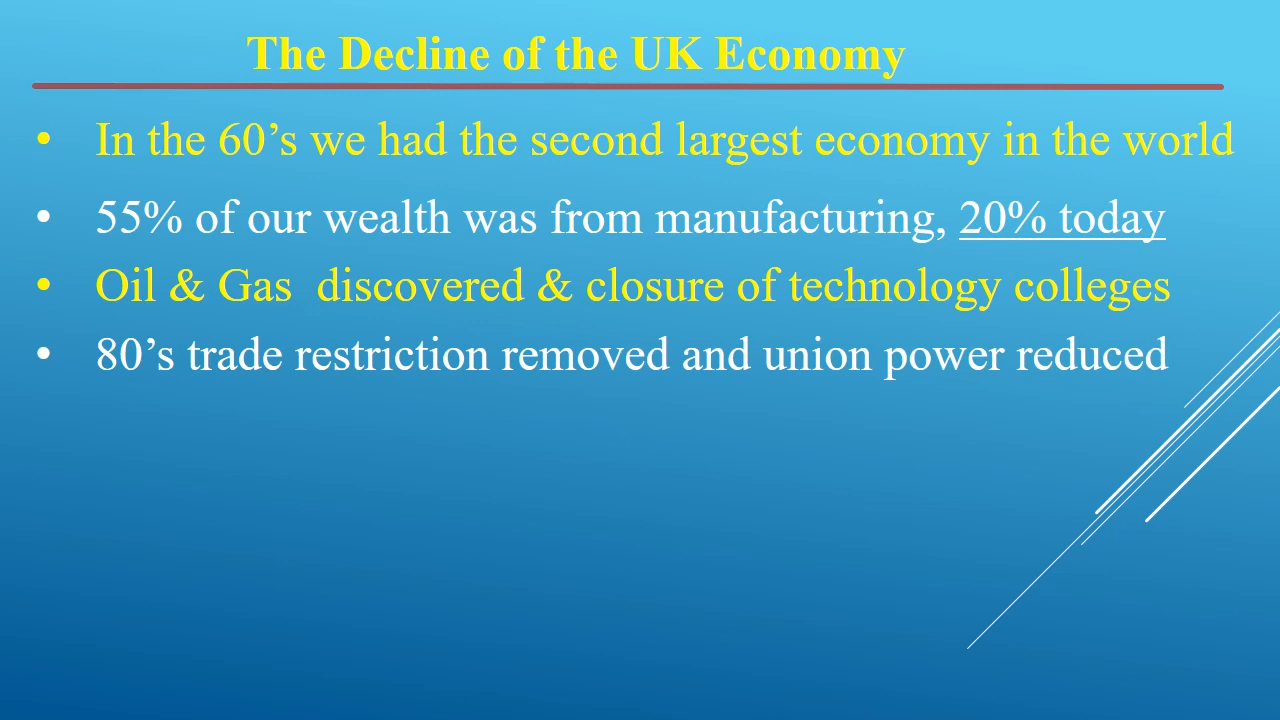 The Decline of the UK Economy
• In the 60’s we had the second largest economy in the world
• 55% of our wealth was from manufacturing, 20% today
• Oil & Gas  discovered & closure of technology colleges
• 80’s trade restriction removed and union power reduced